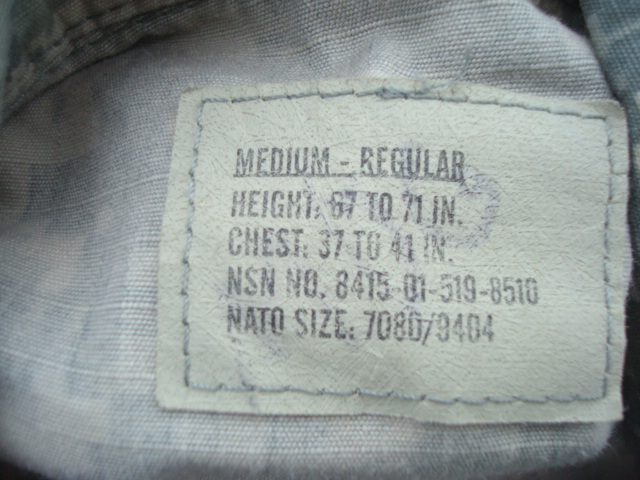 MEDIUM - REGULAR
HEIGHT: 67 TO 71 IN.
CHEST: 37 TO 41 IN.
NSN NO. 8415-01-519-8510
NATO SIZE: 7080/9404